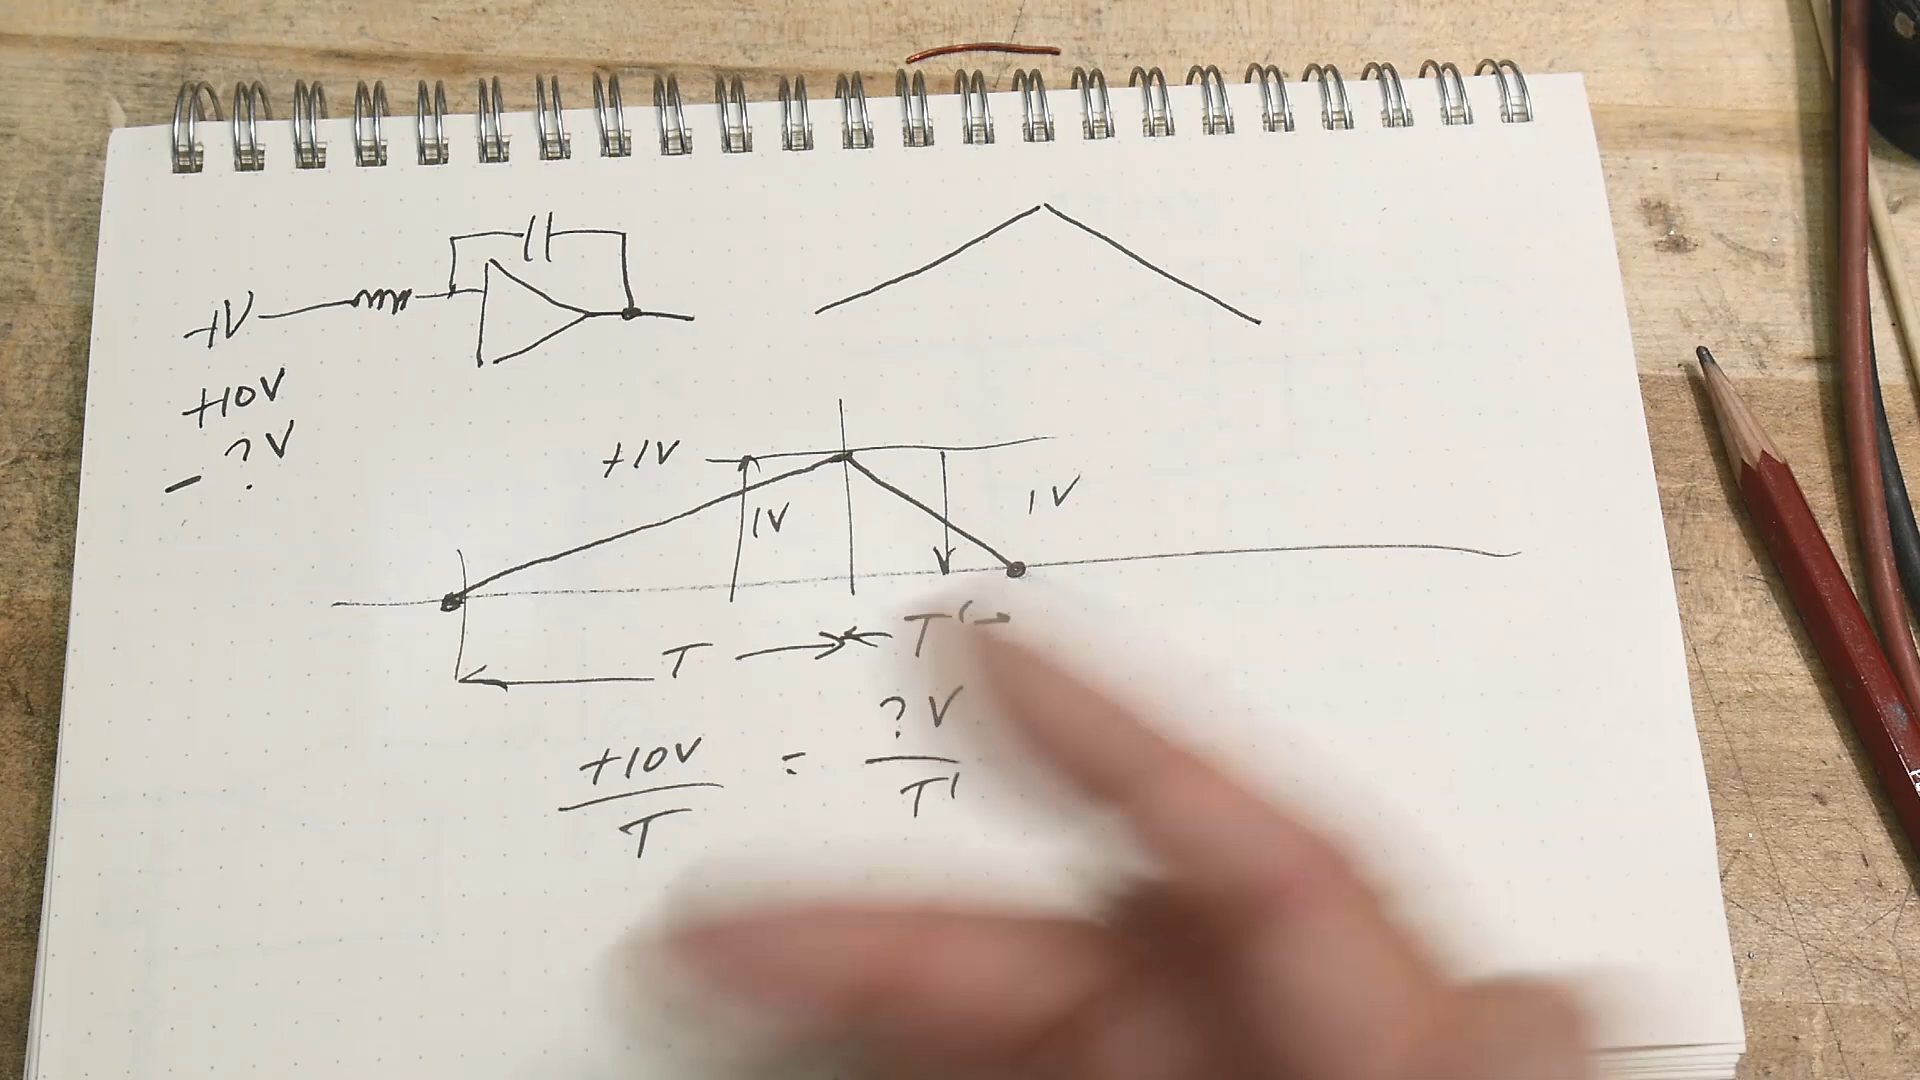 +1V
+10V
- ?V
+1V
1V
1V
T
T'
+10V / T = ?V / T'